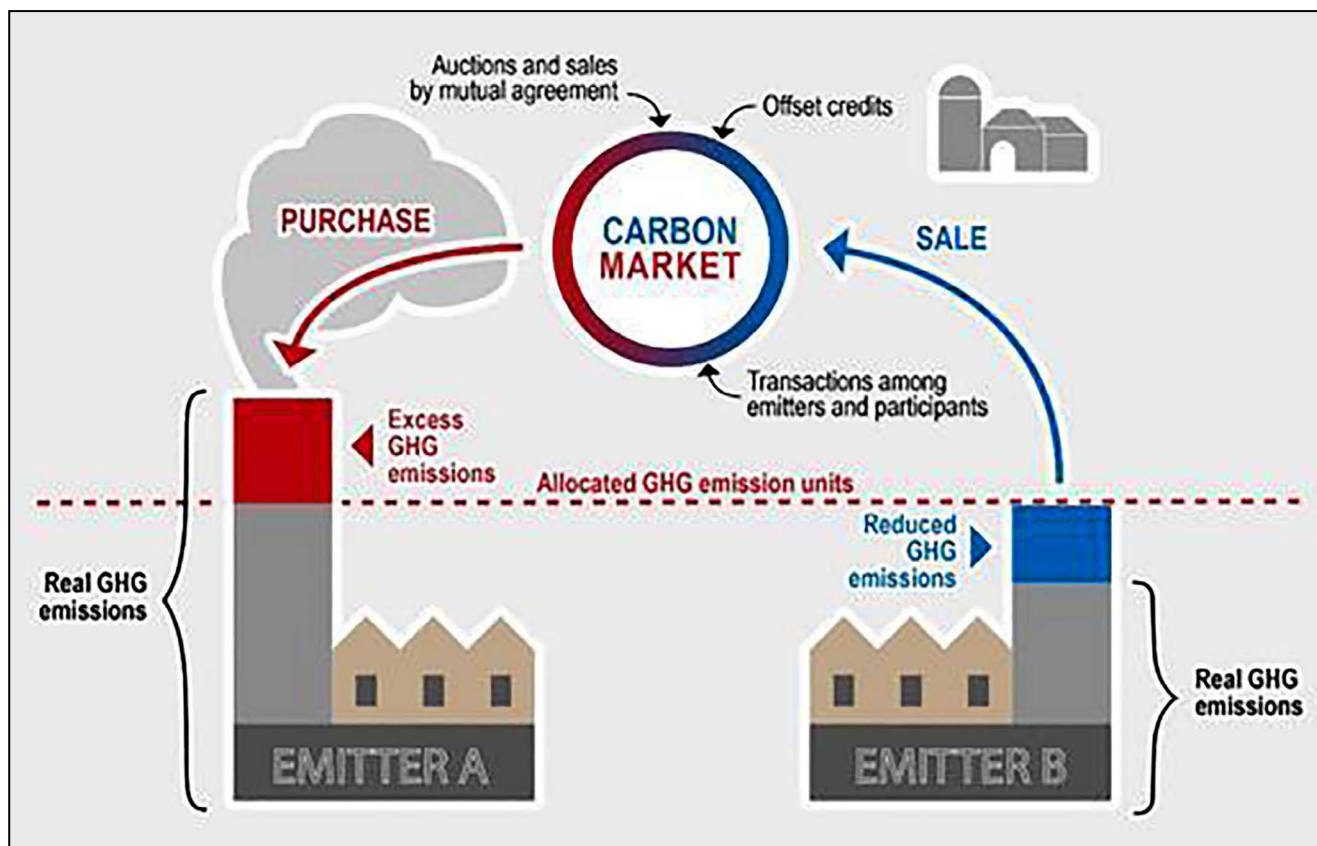 Auctions and sales
by mutual agreement
Offset credits
PURCHASE
CARBON
MARKET
SALE
Transactions among
emitters and participants
Excess
GHG
emissions
Allocated GHG emission units
Reduced
GHG
emissions
Real GHG
emissions
Real GHG
emissions
EMITTER A
EMITTER B